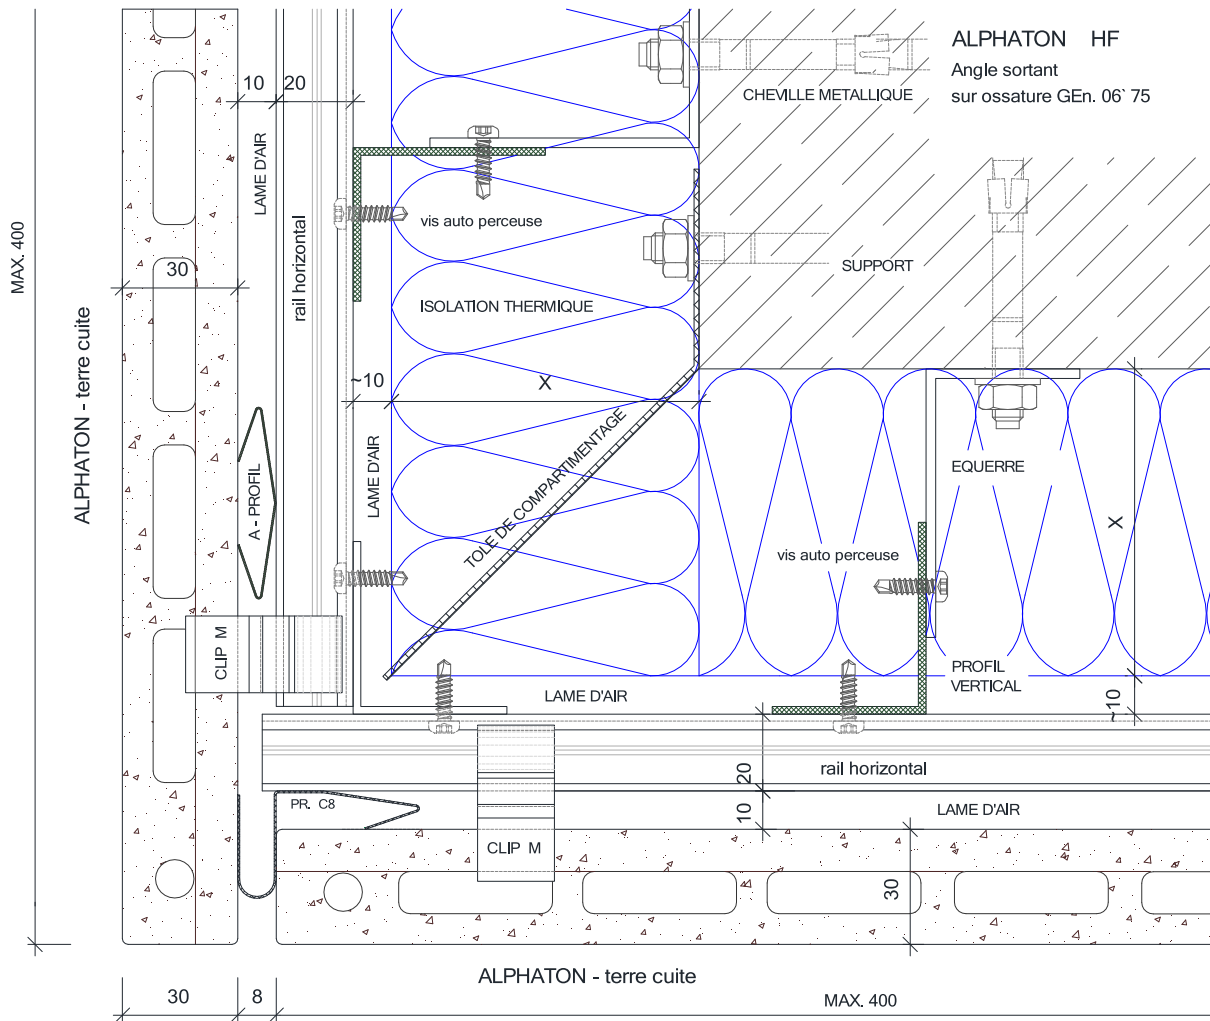 ALPHATON HF
Angle sortant
sur ossature GEn. 06` 75
10
20
CHEVILLE METALLIQUE
LAME D'AIR
rail horizontal
vis auto perceuse
MAX. 400
30
SUPPORT
ISOLATION THERMIQUE
ALPHATON - terre cuite
~10
X
TOLE DE COMPARTIMENTAGE
LAME D'AIR
A - PROFIL
EQUERRE
X
vis auto perceuse
CLIP M
PROFIL
VERTICAL
LAME D'AIR
~10
20
rail horizontal
PR. C8
10
LAME D'AIR
CLIP M
30
ALPHATON - terre cuite
30
8
MAX. 400